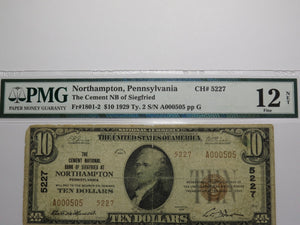 PMG
PAPER MONEY GUARANTY
Northampton, Pennsylvania CH# 5227
The Cement NB of Siegfried
Fr#1801-2 $10 1929 Ty. 2 S/N A000505 pp G
12 NET
Fine
10
THE
CEMENT NATIONAL
BANK OF SIEGFRIED AT
NORTHAMPTON
PENNSYLVANIA
TEN DOLLARS
5227
A000505
5227
A000505
5227
10
TEN DOLLARS